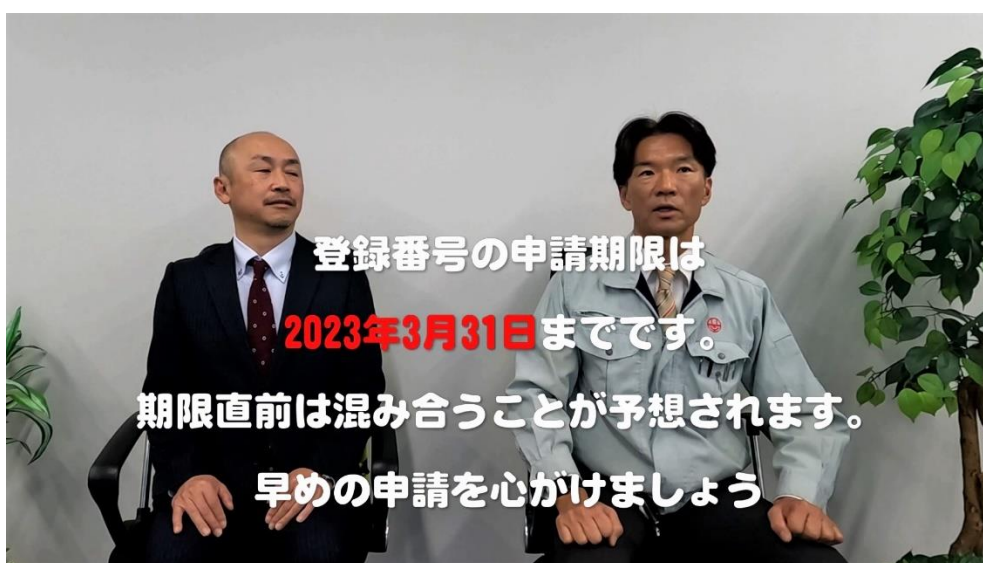 登録番号の申請期限は
2023年3月31日までです。
期限直前は混み合うことが予想されます。
早めの申請を心がけましょう